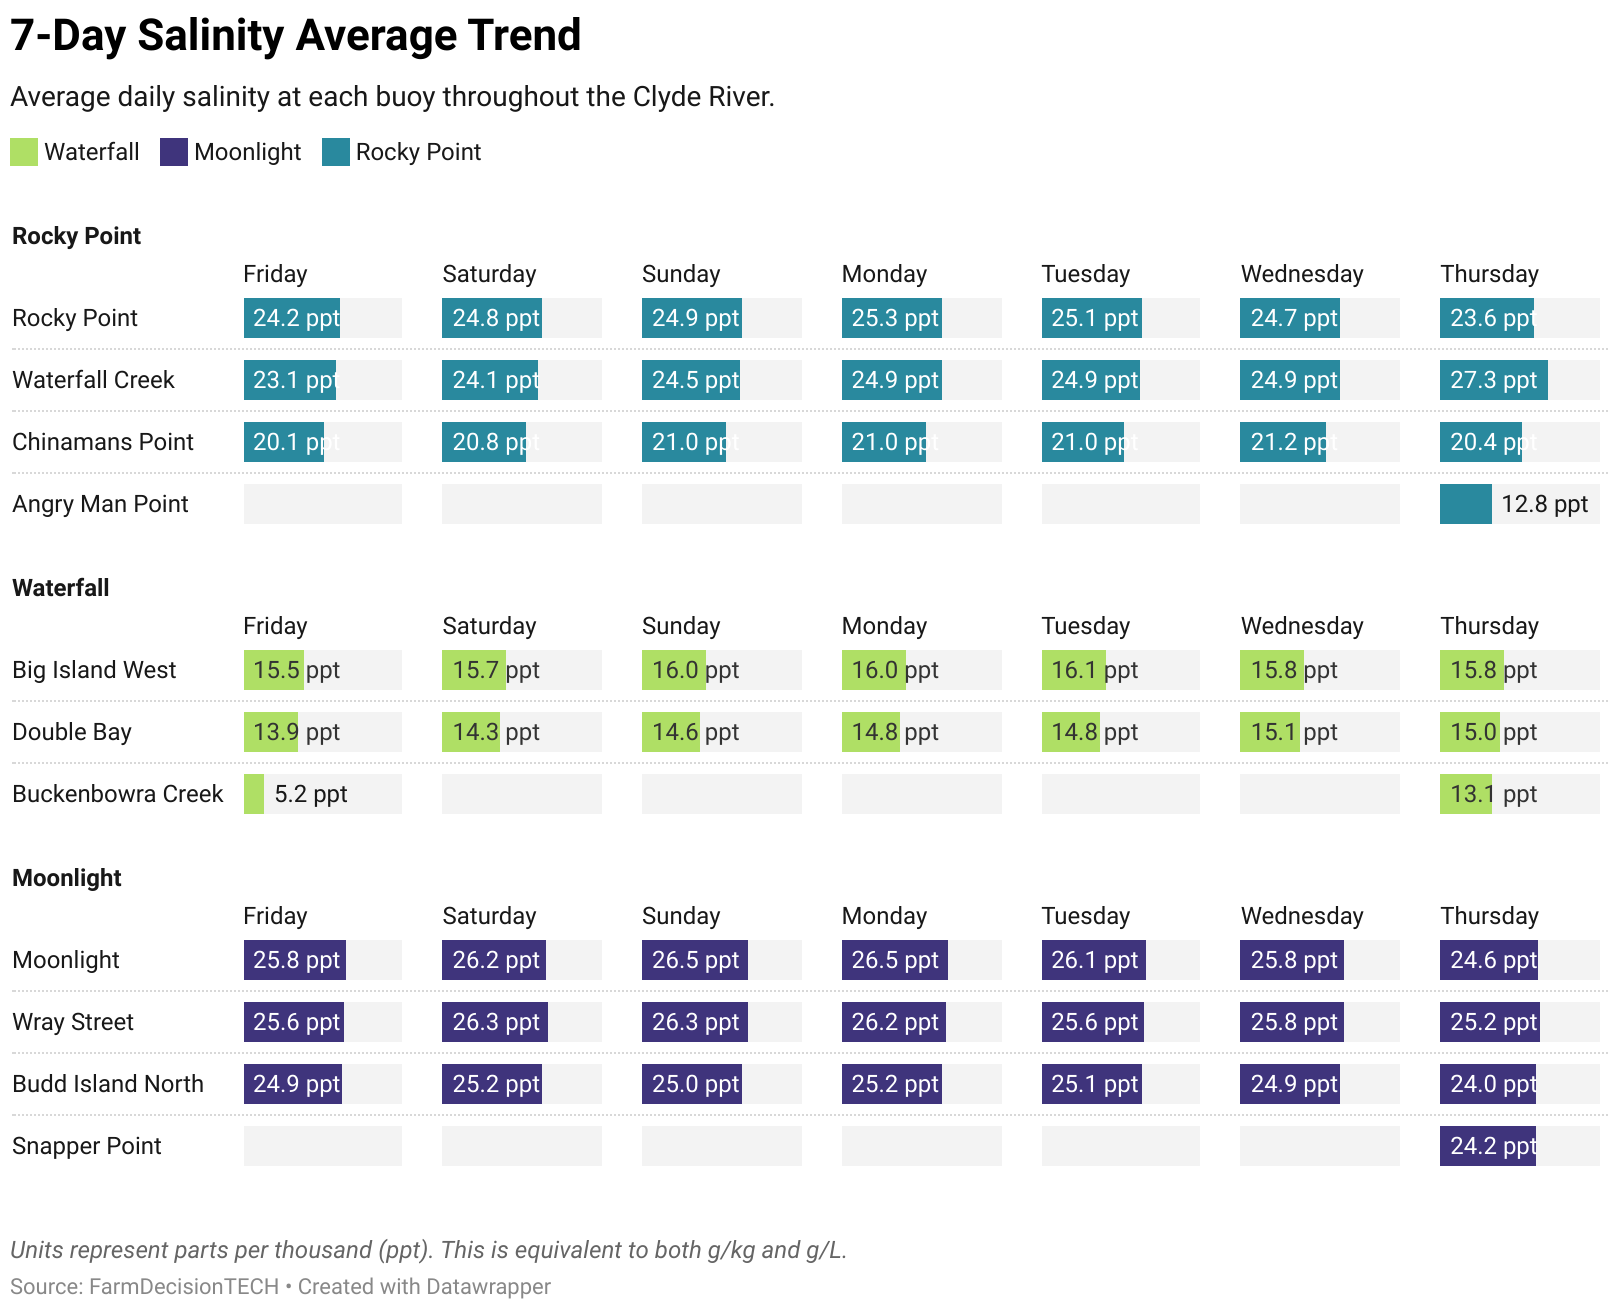 7-Day Salinity Average Trend
Average daily salinity at each buoy throughout the Clyde River.
Waterfall Moonlight Rocky Point
Rocky Point
Friday Saturday Sunday Monday Tuesday Wednesday Thursday
Rocky Point 24.2 ppt 24.8 ppt 24.9 ppt 25.3 ppt 25.1 ppt 24.7 ppt 23.6 ppt
Waterfall Creek 23.1 ppt 24.1 ppt 24.5 ppt 24.9 ppt 24.9 ppt 24.9 ppt 27.3 ppt
Chinamans Point 20.1 ppt 20.8 ppt 21.0 ppt 21.0 ppt 21.0 ppt 21.2 ppt 20.4 ppt
Angry Man Point 12.8 ppt
Waterfall
Friday Saturday Sunday Monday Tuesday Wednesday Thursday
Big Island West 15.5 ppt 15.7 ppt 16.0 ppt 16.0 ppt 16.1 ppt 15.8 ppt 15.8 ppt
Double Bay 13.9 ppt 14.3 ppt 14.6 ppt 14.8 ppt 14.8 ppt 15.1 ppt 15.0 ppt
Buckenbowra Creek 5.2 ppt 13.1 ppt
Moonlight
Friday Saturday Sunday Monday Tuesday Wednesday Thursday
Moonlight 25.8 ppt 26.2 ppt 26.5 ppt 26.5 ppt 26.1 ppt 25.8 ppt 24.6 ppt
Wray Street 25.6 ppt 26.3 ppt 26.3 ppt 26.2 ppt 25.6 ppt 25.8 ppt 25.2 ppt
Budd Island North 24.9 ppt 25.2 ppt 25.0 ppt 25.2 ppt 25.1 ppt 24.9 ppt 24.0 ppt
Snapper Point 24.2 ppt
Units represent parts per thousand (ppt). This is equivalent to both g/kg and g/L.
Source: FarmDecisionTECH • Created with Datawrapper